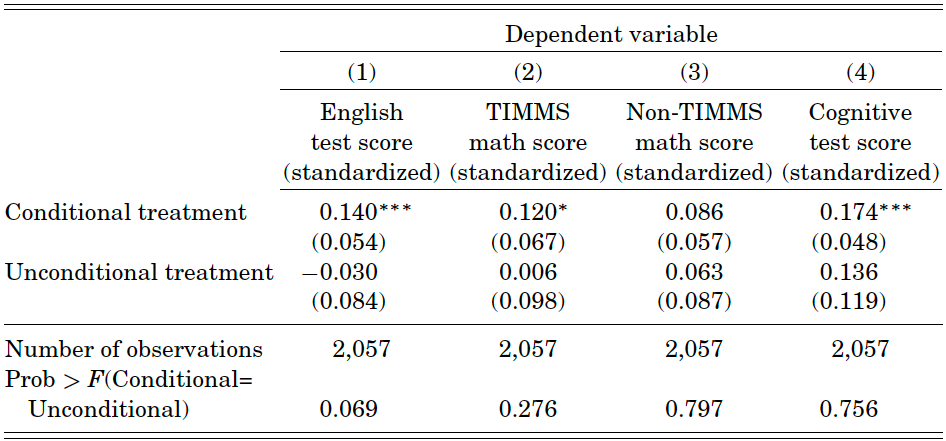 Dependent variable
(1) (2) (3) (4)
English TIMMS Non-TIMMS Cognitive
test score math score math score test score
(standardized) (standardized) (standardized) (standardized)
Conditional treatment 0.140*** 0.120* 0.086 0.174***
(0.054) (0.067) (0.057) (0.048)
Unconditional treatment −0.030 0.006 0.063 0.136
(0.084) (0.098) (0.087) (0.119)
Number of observations 2,057 2,057 2,057 2,057
Prob > F(Conditional=
Unconditional) 0.069 0.276 0.797 0.756